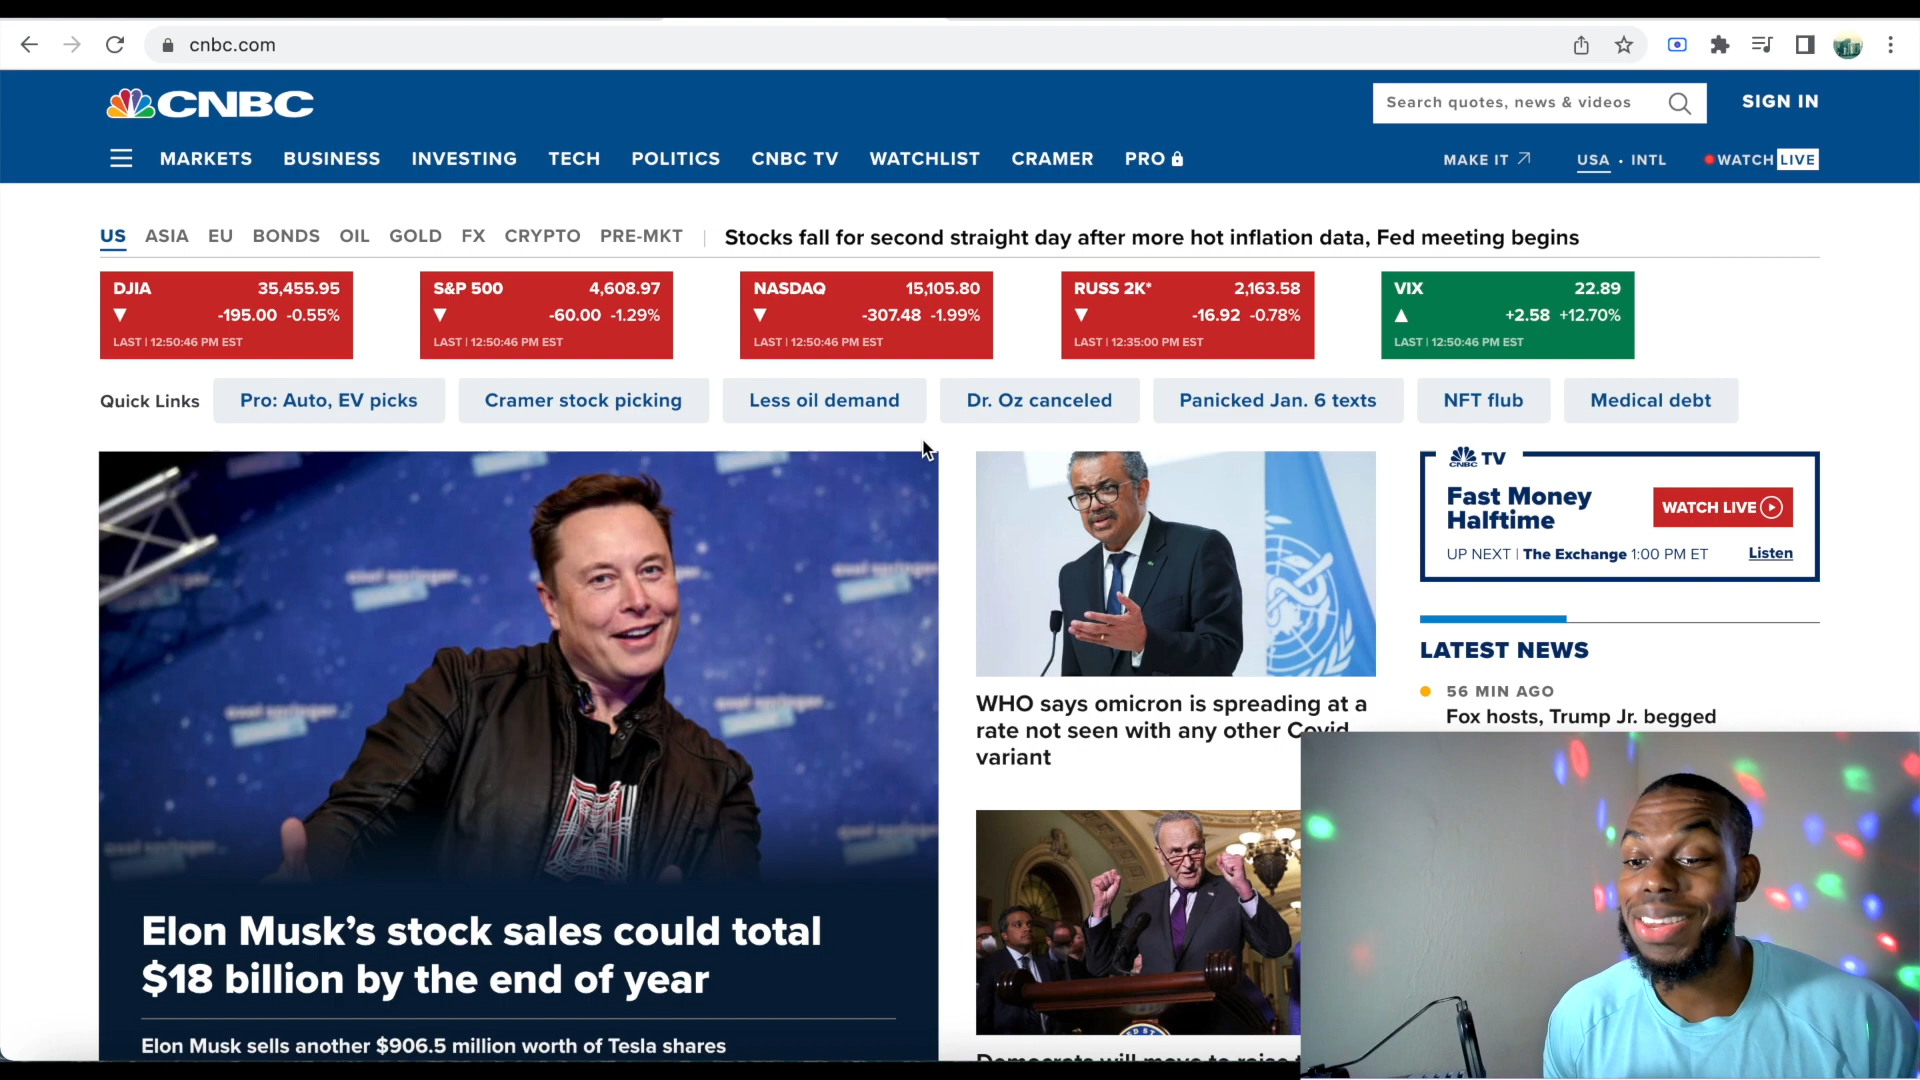 cnbc.com
CNBC
Search quotes, news & videos
SIGN IN
MARKETS BUSINESS INVESTING TECH POLITICS CNBC TV WATCHLIST CRAMER PRO
MAKE IT USA • INTL WATCH LIVE
US ASIA EU BONDS OIL GOLD FX CRYPTO PRE-MKT
Stocks fall for second straight day after more hot inflation data, Fed meeting begins
DJIA 35,455.95
▼ -195.00 -0.55%
LAST | 12:50:46 PM EST
S&P 500 4,608.97
▼ -60.00 -1.29%
LAST | 12:50:46 PM EST
NASDAQ 15,105.80
▼ -307.48 -1.99%
LAST | 12:50:46 PM EST
RUSS 2K* 2,163.58
▼ -16.92 -0.78%
LAST | 12:35:00 PM EST
VIX 22.89
▲ +2.58 +12.70%
LAST | 12:50:46 PM EST
Quick Links Pro: Auto, EV picks Cramer stock picking Less oil demand Dr. Oz canceled Panicked Jan. 6 texts NFT flub Medical debt
Elon Musk’s stock sales could total
$18 billion by the end of year
Elon Musk sells another $906.5 million worth of Tesla shares
WHO says omicron is spreading at a
rate not seen with any other Covid
variant
Democrats will move to raise
CNBC TV
Fast Money
Halftime
WATCH LIVE
UP NEXT | The Exchange 1:00 PM ET Listen
LATEST NEWS
56 MIN AGO
Fox hosts, Trump Jr. begged